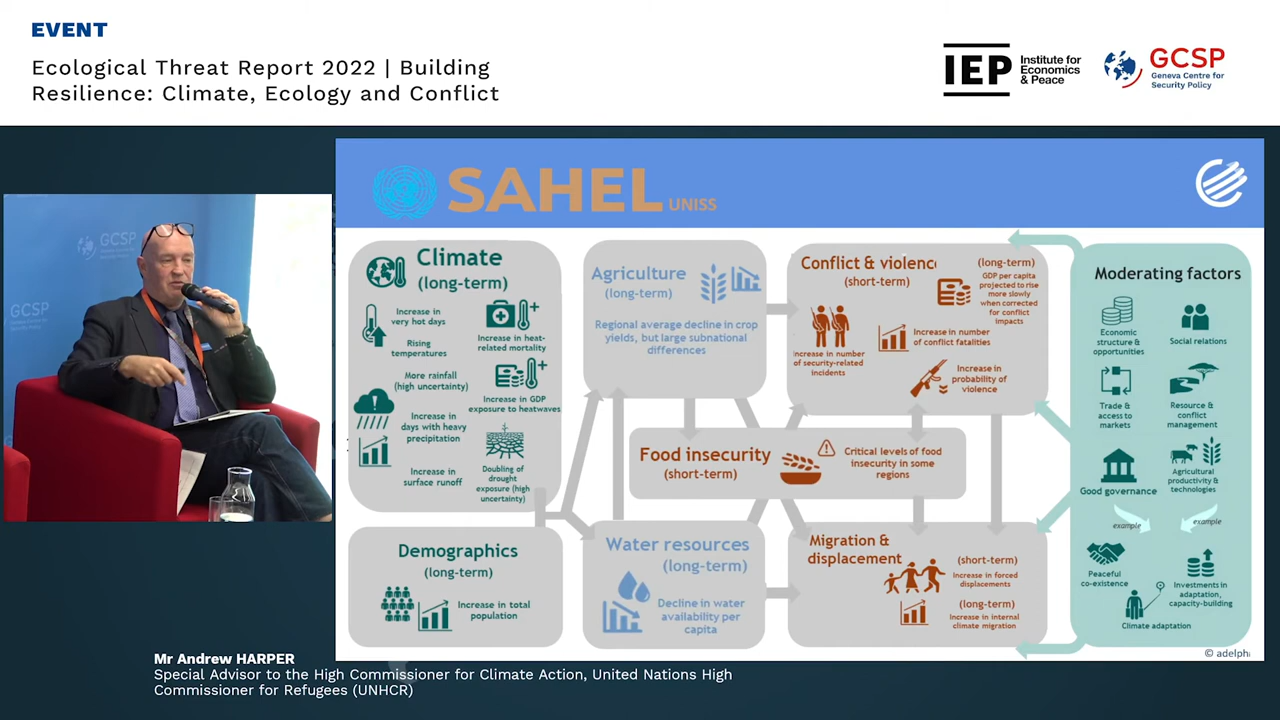 EVENT
Ecological Threat Report 2022 | Building
Resilience: Climate, Ecology and Conflict
IEP
Institute for
Economics
& Peace
GCSP
Geneva Centre for
Security Policy
GCSP
GCSP
SAHEL UNISS
Climate
(long-term)
Increase in
very hot days
Rising
temperatures
Increase in heat-
related mortality
More rainfall
(high uncertainty)
Increase in GDP
exposure to heatwaves
Increase in
days with heavy
precipitation
Increase in
surface runoff
Doubling of
drought
exposure (high
uncertainty)
Demographics
(long-term)
Increase in total
population
Agriculture
(long-term)
Regional average decline in crop
yields, but large subnational
differences
Water resources
(long-term)
Decline in water
availability per
capita
Food insecurity
(short-term)
Critical levels of food
insecurity in some
regions
Conflict & violenc
(short-term)
(long-term)
GDP per capita
projected to rise
more slowly
when corrected
for conflict
impacts
Increase in number
of security-related
incidents
Increase in number
of conflict fatalities
Increase in
probability of
violence
Migration &
displacement
(short-term)
Increase in forced
displacements
(long-term)
Increase in internal
climate migration
Moderating factors
Economic
structure &
opportunities
Social relations
Trade &
access to
markets
Resource &
conflict
management
Good governance
Agricultural
productivity &
technologies
example
example
Peaceful
co-existence
Investments in
adaptation,
capacity-building
Climate adaptation
© adelphi
Mr Andrew HARPER
Special Advisor to the High Commissioner for Climate Action, United Nations High
Commissioner for Refugees (UNHCR)